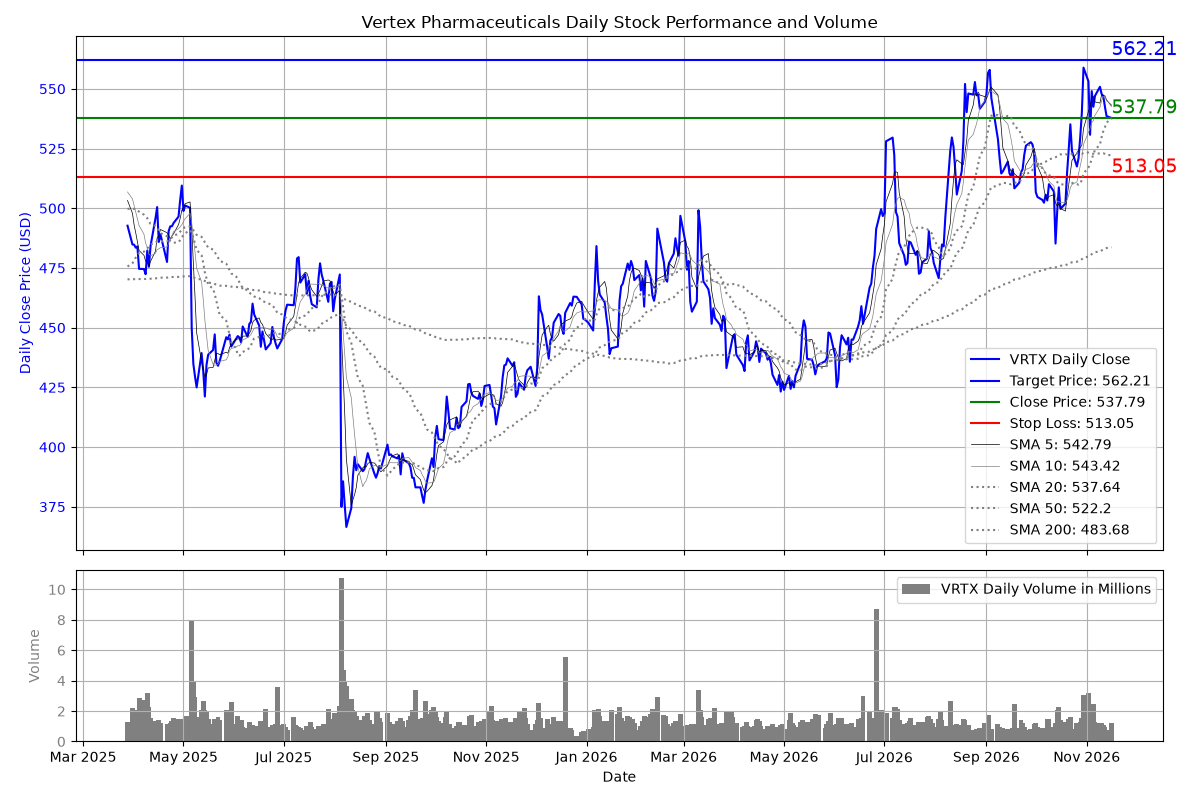 Vertex Pharmaceuticals Daily Stock Performance and Volume
562.21
537.79
513.05
550
525
500
475
450
425
400
375
Daily Close Price (USD)
VRTX Daily Close
Target Price: 562.21
Close Price: 537.79
Stop Loss: 513.05
SMA 5: 542.79
SMA 10: 543.42
SMA 20: 537.64
SMA 50: 522.2
SMA 200: 483.68
10
8
6
4
2
0
Volume
VRTX Daily Volume in Millions
Mar 2025 May 2025 Jul 2025 Sep 2025 Nov 2025 Jan 2026 Mar 2026 May 2026 Jul 2026 Sep 2026 Nov 2026
Date